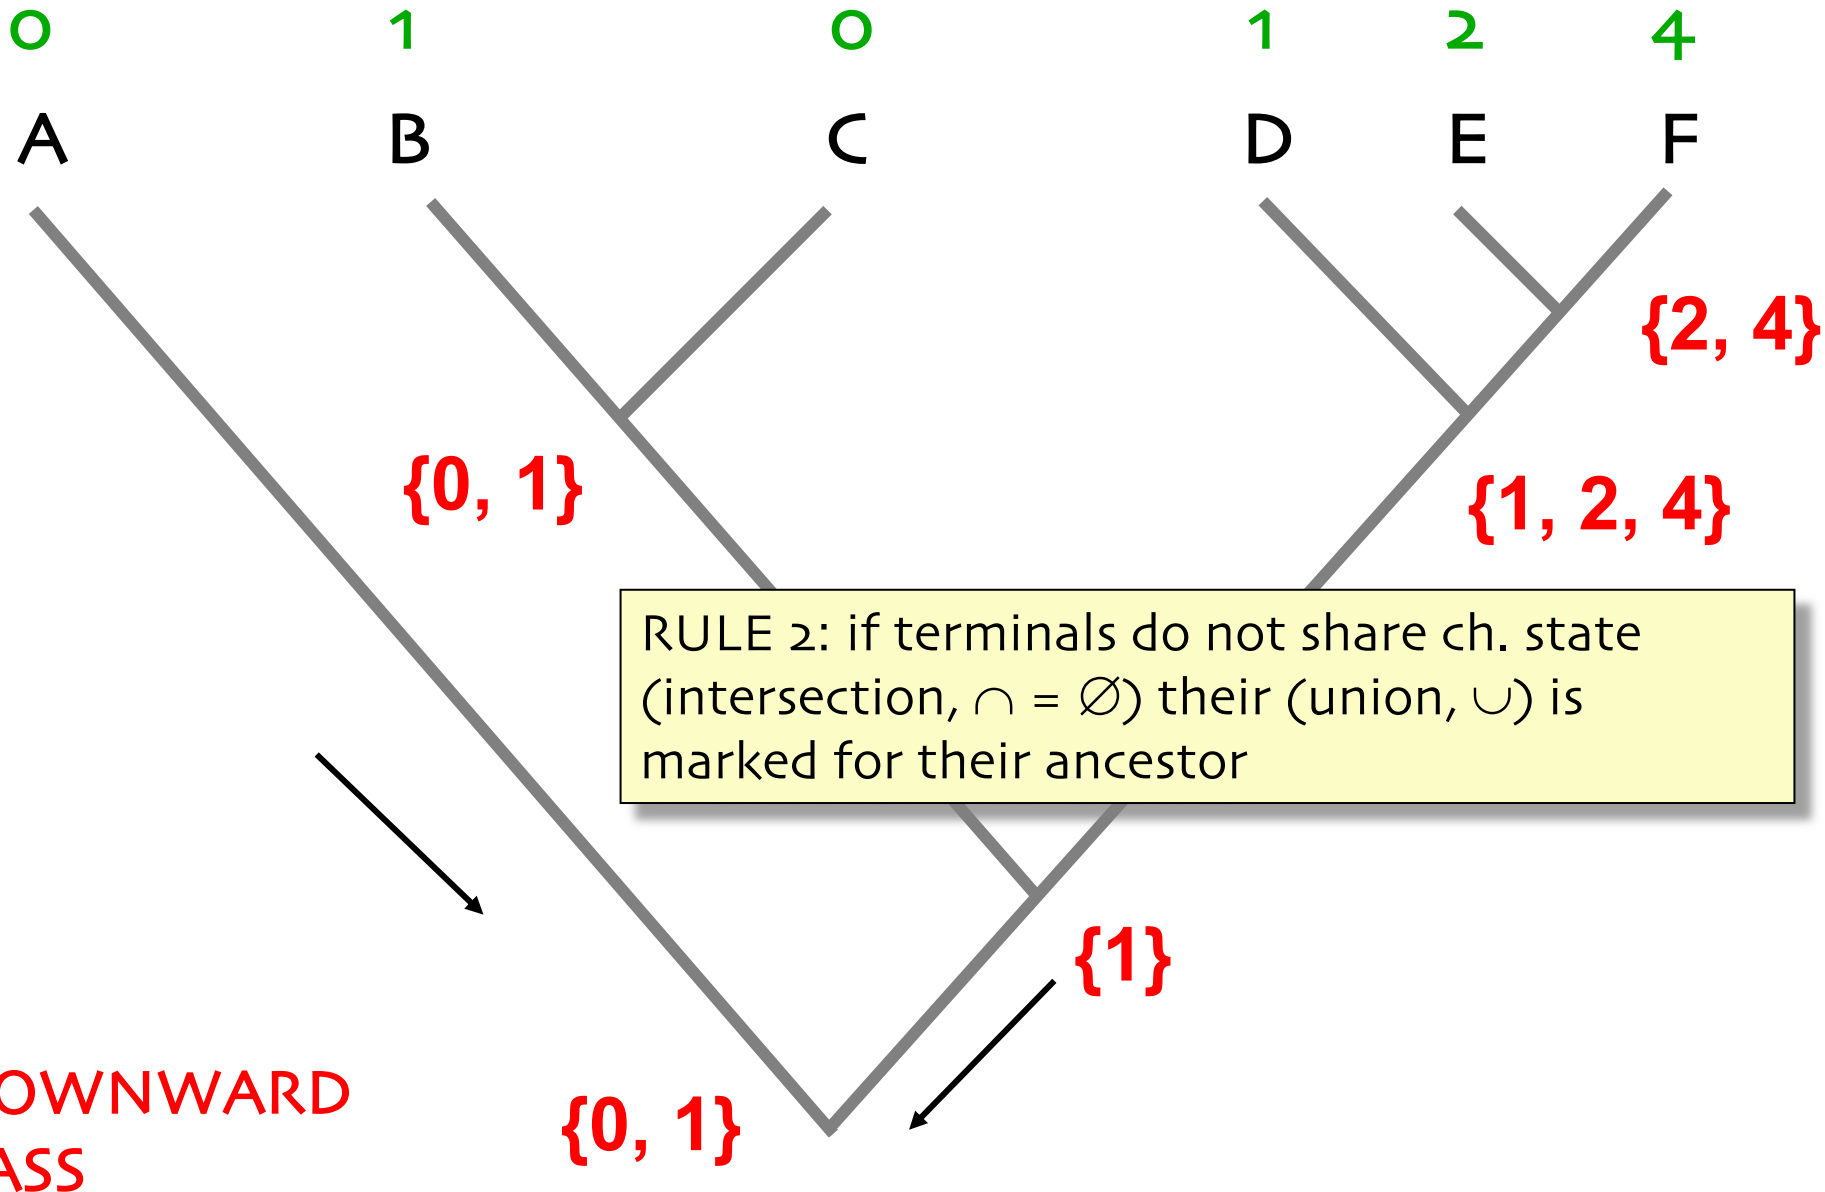 0 1 0 1 2 4
A B C D E F
{2, 4}
{0, 1}
{1, 2, 4}
RULE 2: if terminals do not share ch. state
(intersection, ∩ = ∅) their (union, ∪) is
marked for their ancestor
{1}
{0, 1}
OWNWARD
ASS